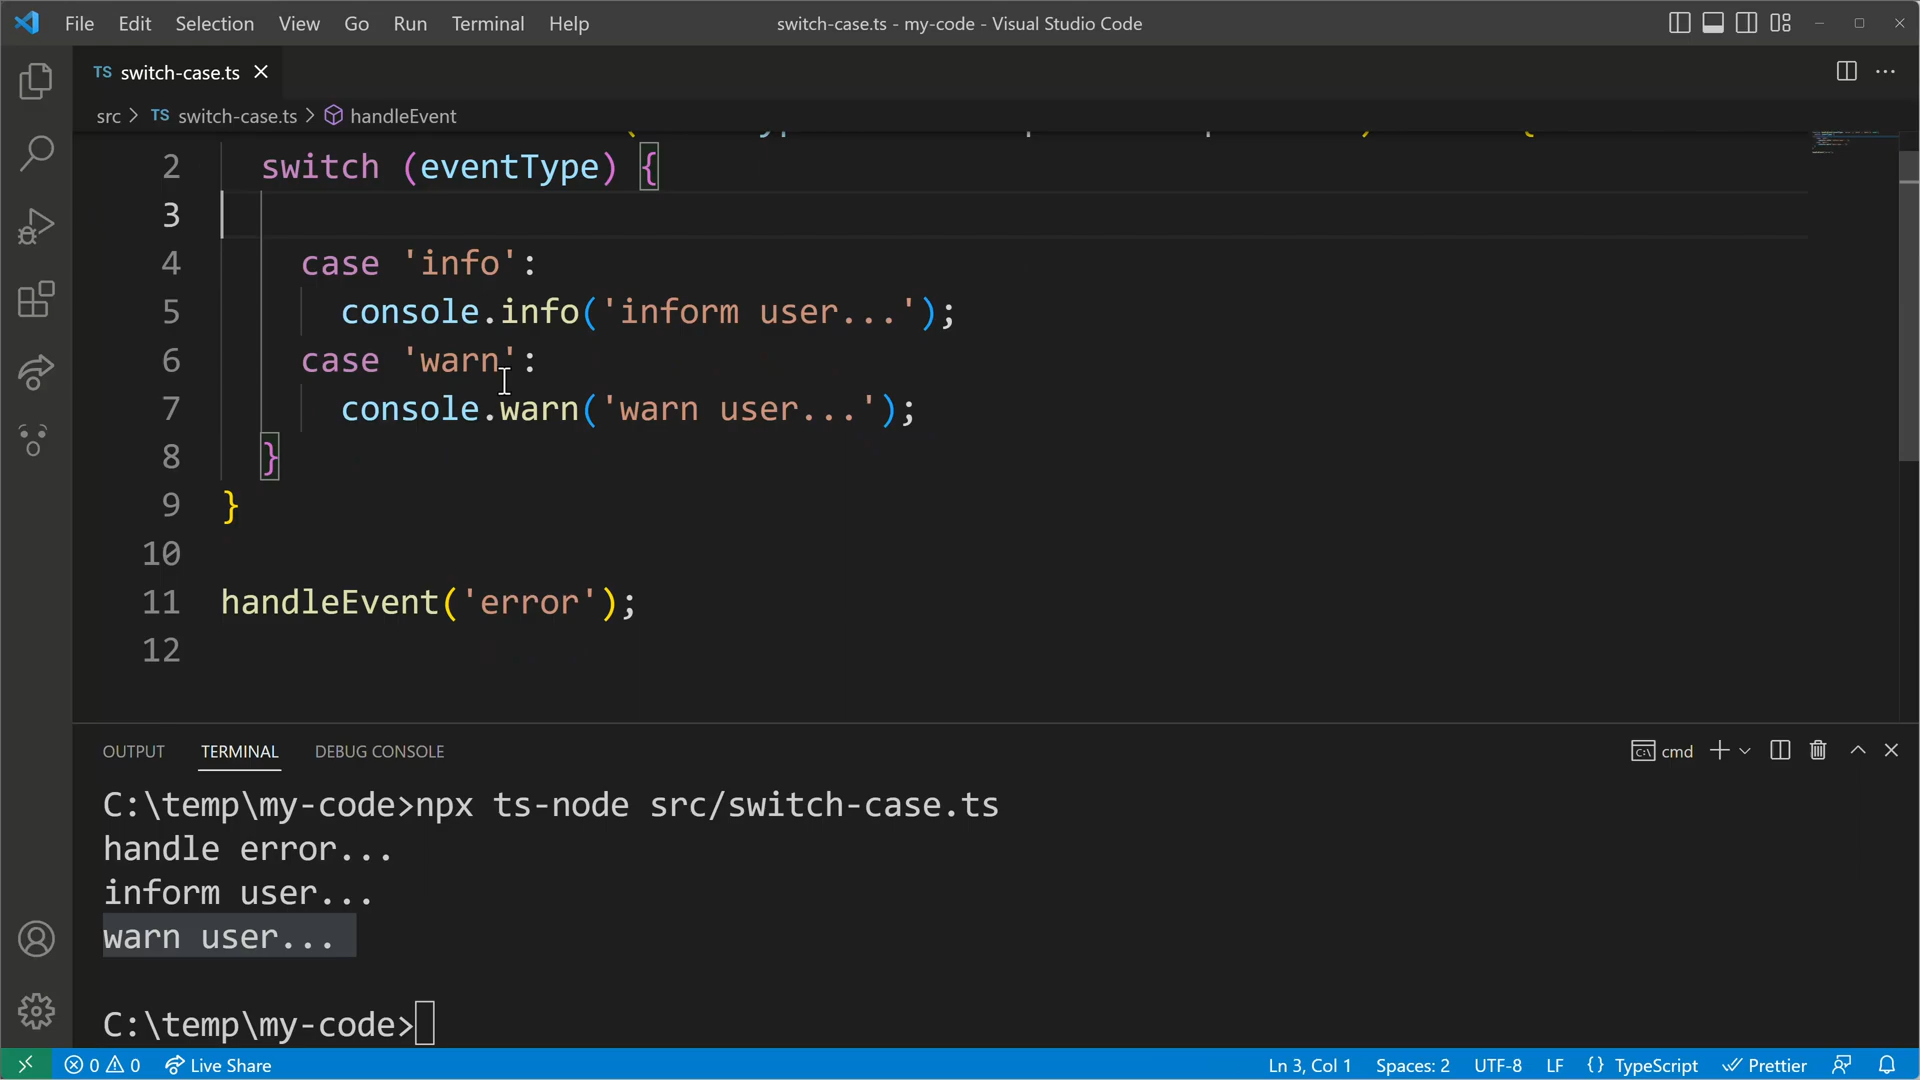 File Edit Selection View Go Run Terminal Help switch-case.ts - my-code - Visual Studio Code
TS switch-case.ts
src > TS switch-case.ts > handleEvent
2 switch (eventType) {
3
4 case 'info':
5 console.info('inform user...');
6 case 'warn':
7 console.warn('warn user...');
8 }
9 }
10
11 handleEvent('error');
12
OUTPUT TERMINAL DEBUG CONSOLE cmd
C:\temp\my-code>npx ts-node src/switch-case.ts
handle error...
inform user...
warn user...
C:\temp\my-code>
0 0 Live Share Ln 3, Col 1 Spaces: 2 UTF-8 LF {} TypeScript Prettier